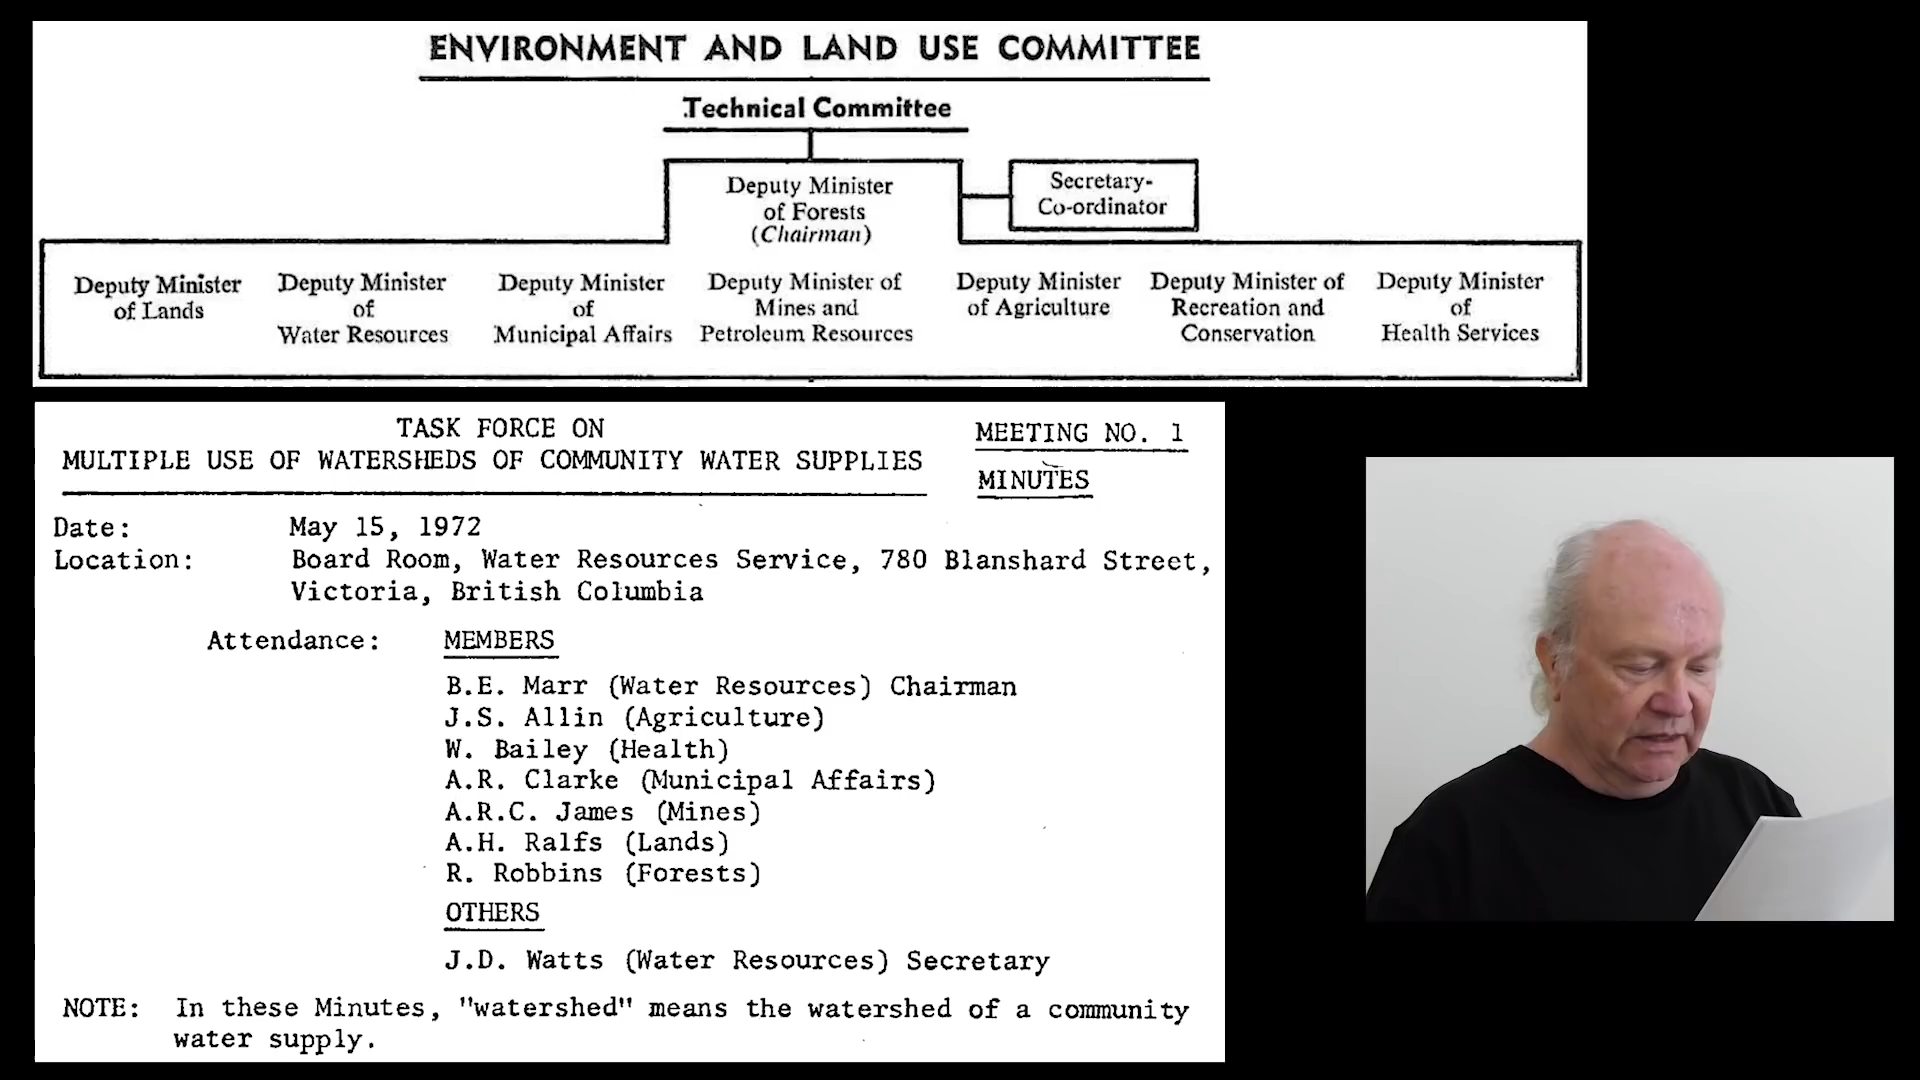 ENVIRONMENT AND LAND USE COMMITTEE
Technical Committee
Deputy Minister
of Forests
(Chairman)
Secretary-
Co-ordinator
Deputy Minister
of Lands
Deputy Minister
of
Water Resources
Deputy Minister
of
Municipal Affairs
Deputy Minister of
Mines and
Petroleum Resources
Deputy Minister
of Agriculture
Deputy Minister of
Recreation and
Conservation
Deputy Minister
of
Health Services
TASK FORCE ON
MULTIPLE USE OF WATERSHEDS OF COMMUNITY WATER SUPPLIES
MEETING NO. 1
MINUTES
Date: May 15, 1972
Location: Board Room, Water Resources Service, 780 Blanshard Street,
Victoria, British Columbia
Attendance: MEMBERS
B.E. Marr (Water Resources) Chairman
J.S. Allin (Agriculture)
W. Bailey (Health)
A.R. Clarke (Municipal Affairs)
A.R.C. James (Mines)
A.H. Ralfs (Lands)
R. Robbins (Forests)
OTHERS
J.D. Watts (Water Resources) Secretary
NOTE: In these Minutes, "watershed" means the watershed of a community
water supply.